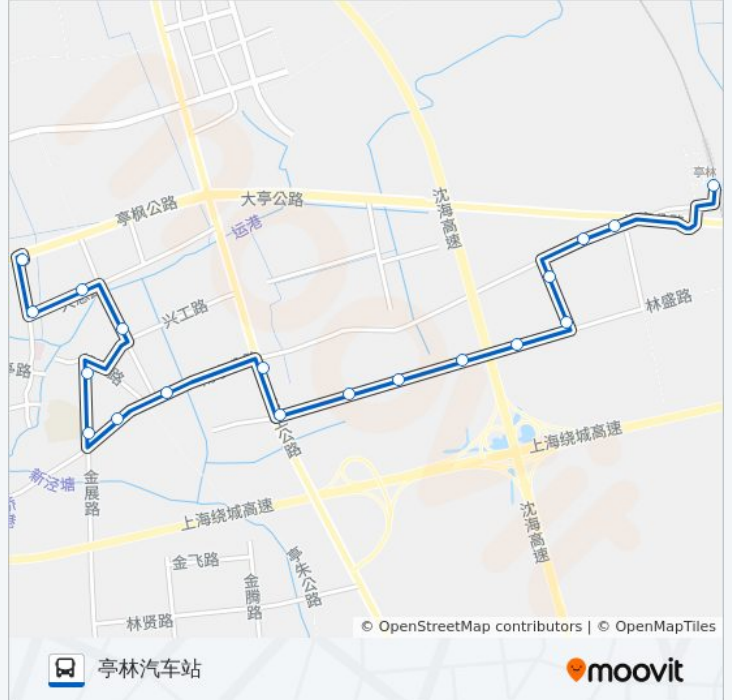 亭林
大亭公路
亭枫公路
沈海高速
运港
兴工路
林盛路
上海绕城高速
新泾塘
金展路
上海绕城高速
沈海高速
金飞路
金腾路
亭朱公路
林贤路
© OpenStreetMap contributors | © OpenMapTiles
亭林汽车站
moovit